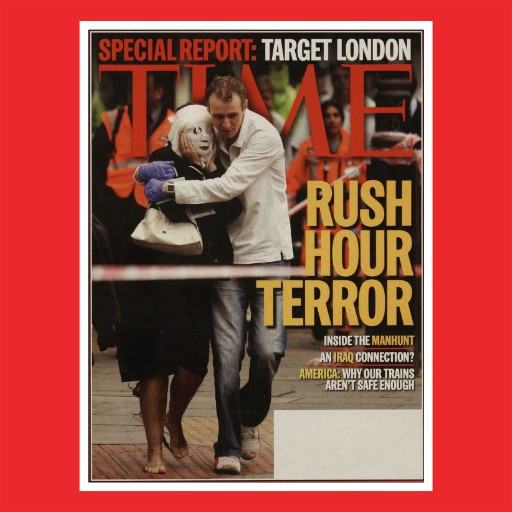 SPECIAL REPORT: TARGET LONDON
TIME
RUSH
HOUR
TERROR
INSIDE THE MANHUNT
AN IRAQ CONNECTION?
AMERICA: WHY OUR TRAINS
AREN'T SAFE ENOUGH